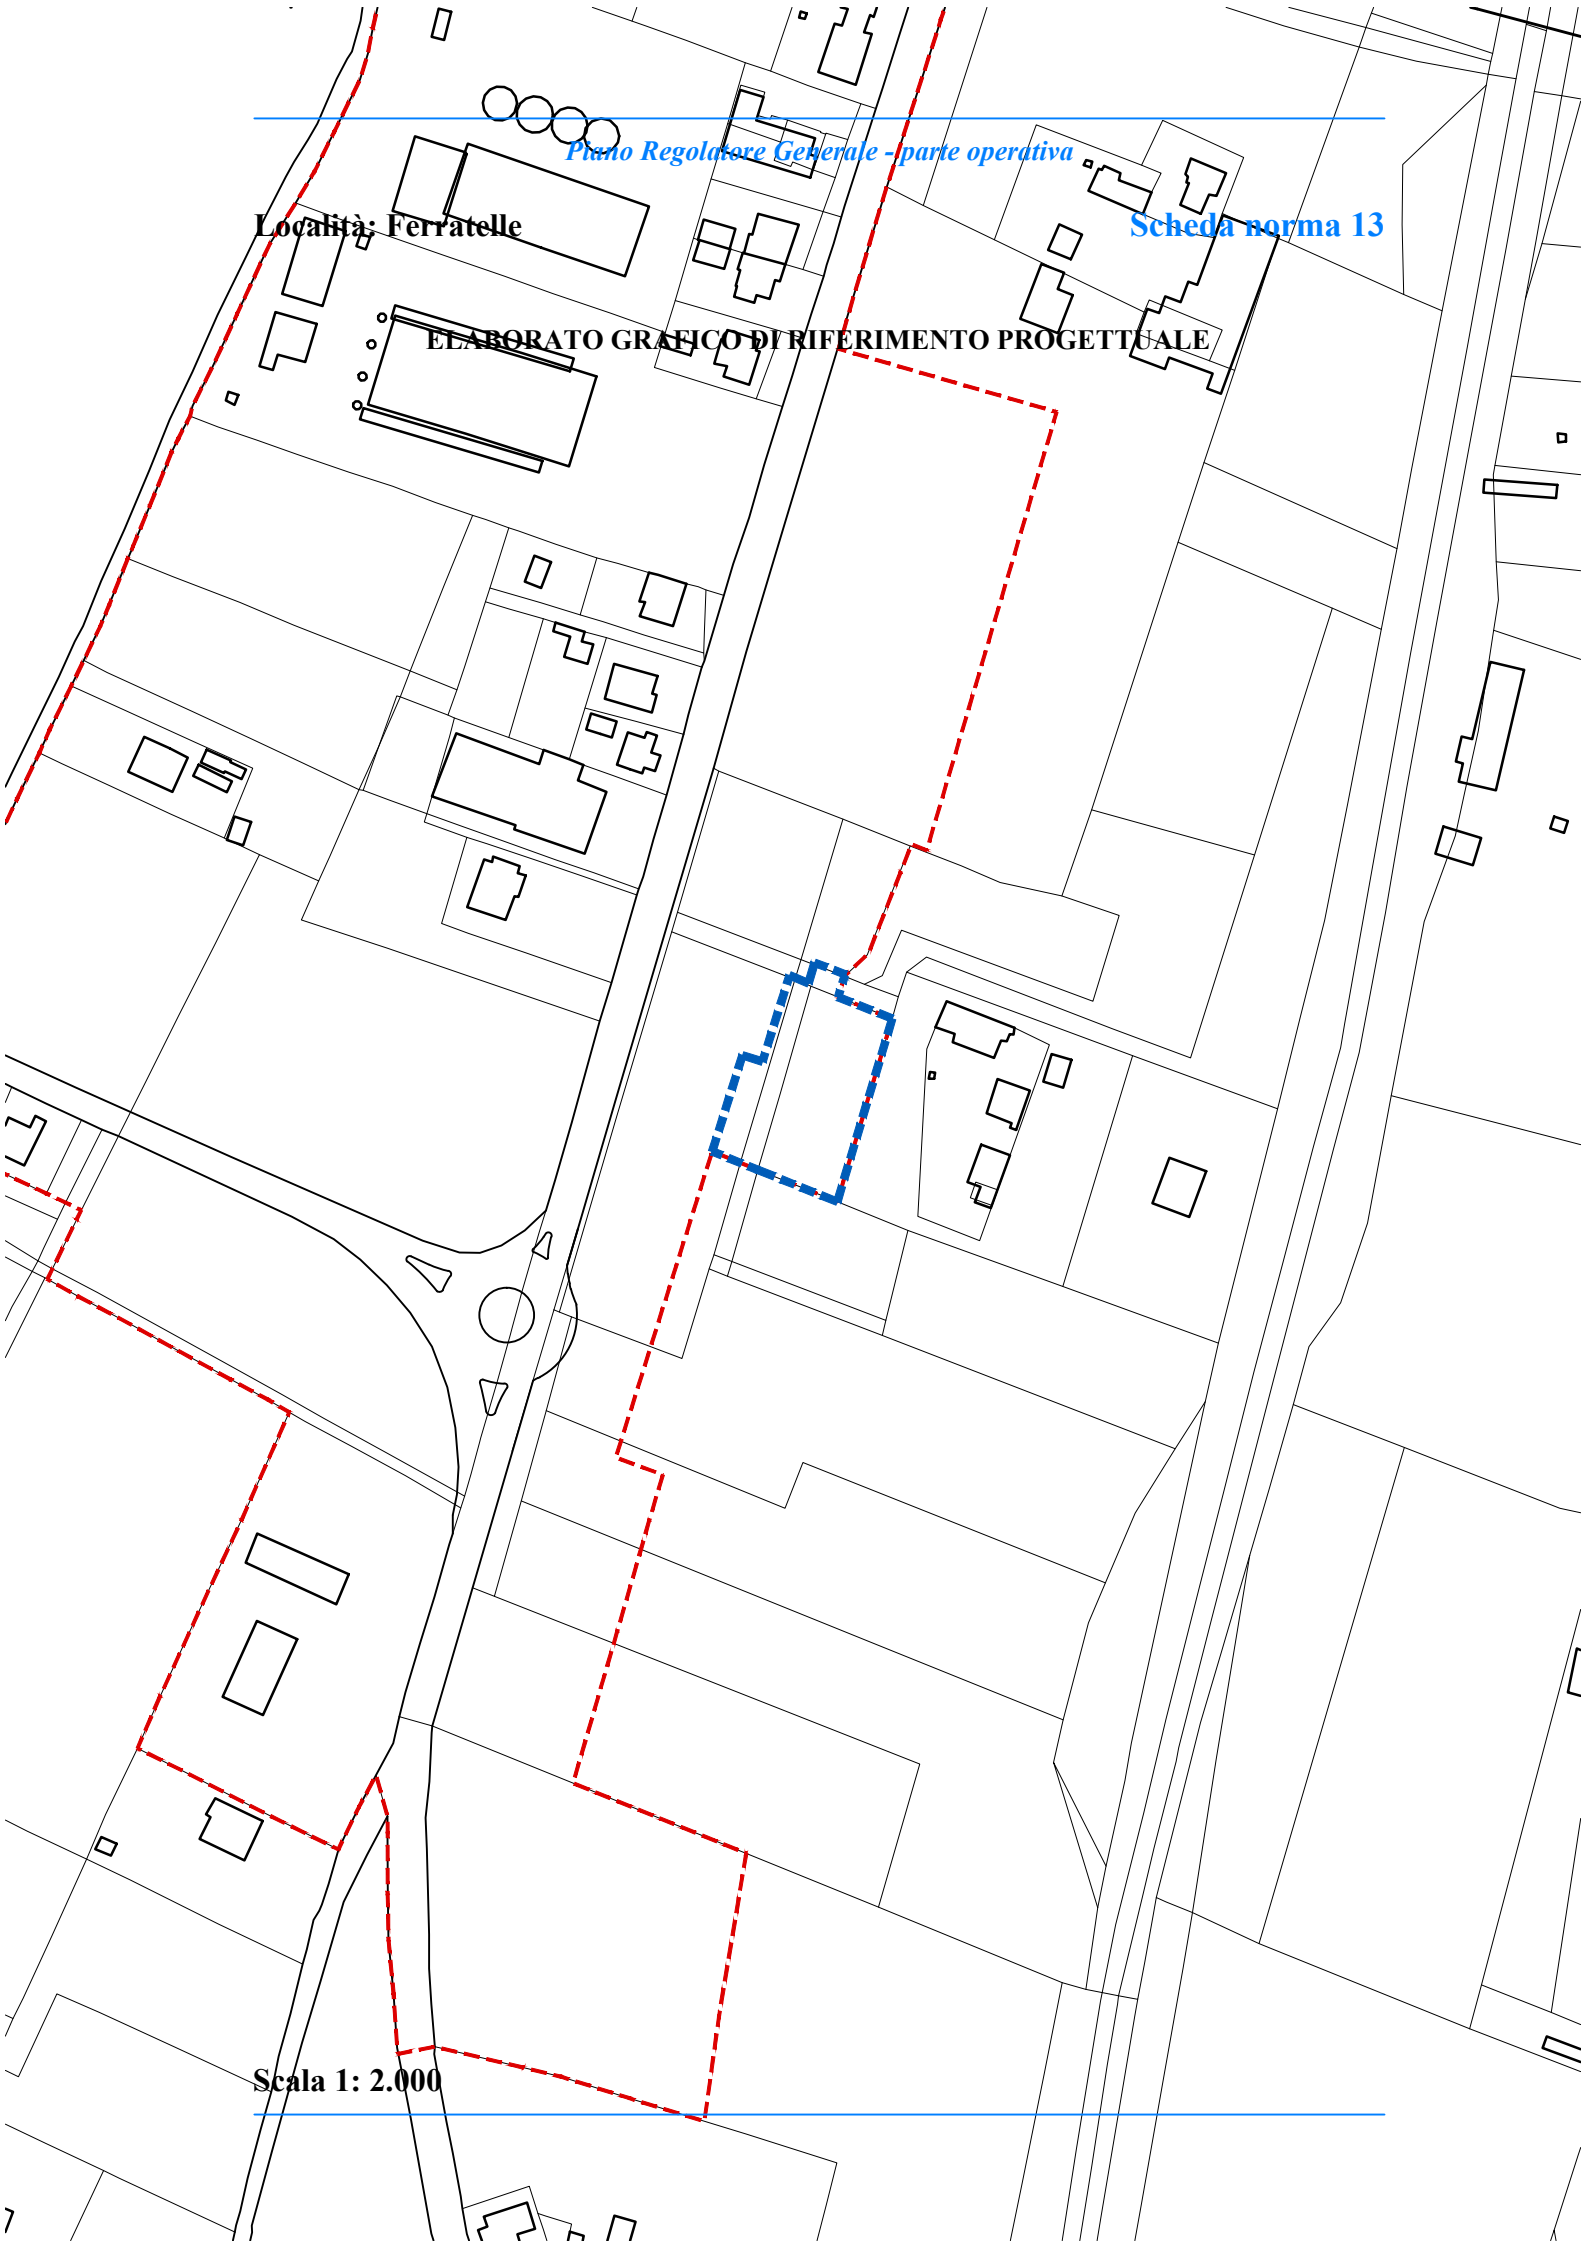 Piano Regolatore Generale - parte operativa
Località: Ferratelle Scheda norma 13
ELABORATO GRAFICO DI RIFERIMENTO PROGETTUALE
Scala 1: 2.000